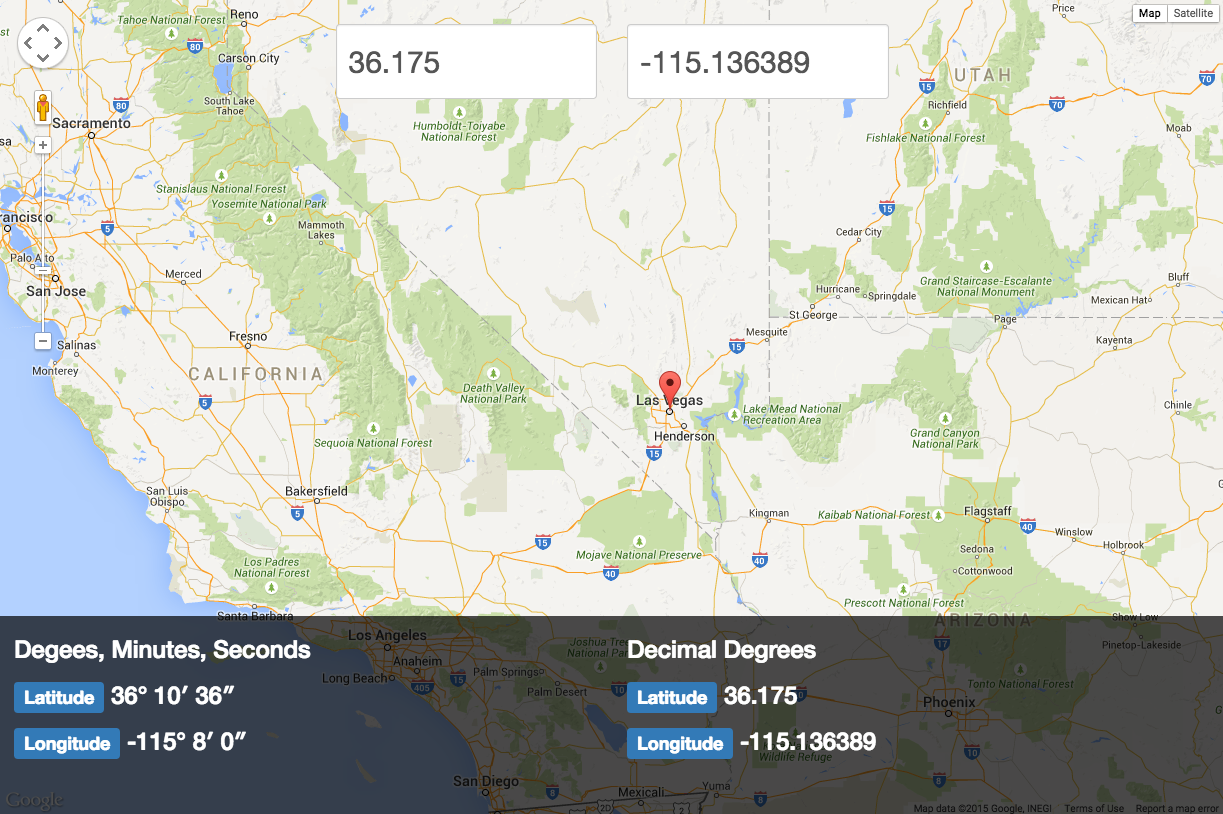 Tahoe National Forest
Reno
Price
Map
Satellite
36.175
-115.136389
80
Carson City
UTAH
70
15
South Lake
Tahoe
80
Richfield
70
Sacramento
Humboldt-Toiyabe
National Forest
Fishlake National Forest
Moab
Stanislaus National Forest
Yosemite National Park
15
rancisco
5
Mammoth
Lakes
Cedar City
Palo Alto
Merced
Grand Staircase-Escalante
National Monument
Bluff
San Jose
Hurricane
Springdale
Mexican Hat
St George
Page
Fresno
Mesquite
Kayenta
Salinas
15
Monterey
CALIFORNIA
Death Valley
National Park
5
Las Vegas
Lake Mead National
Recreation Area
Chinle
Henderson
Grand Canyon
National Park
Sequoia National Forest
15
San Luis
Obispo
Bakersfield
5
Kingman
Kaibab National Forest
Flagstaff
40
Winslow
Holbrook
15
Mojave National Preserve
40
40
Sedona
Cottonwood
Los Padres
National Forest
Prescott National Forest
Santa Barbara
Los Angeles
ARIZONA
Show Low
Degees, Minutes, Seconds
Decimal Degrees
Joshua Tree
National Par
17
Pinetop-Lakeside
Anaheim
Palm Springs
Long Beach
405
15
Palm Desert
10
Tonto National Forest
Latitude 36° 10′ 36″
Latitude 36.175
Phoenix
Longitude -115° 8′ 0″
Longitude -115.136389
10
Wildlife Refuge
San Diego
8
Mexicali
Yuma
8
8
2D
2
Google
Map data ©2015 Google, INEGI
Terms of Use
Report a map error